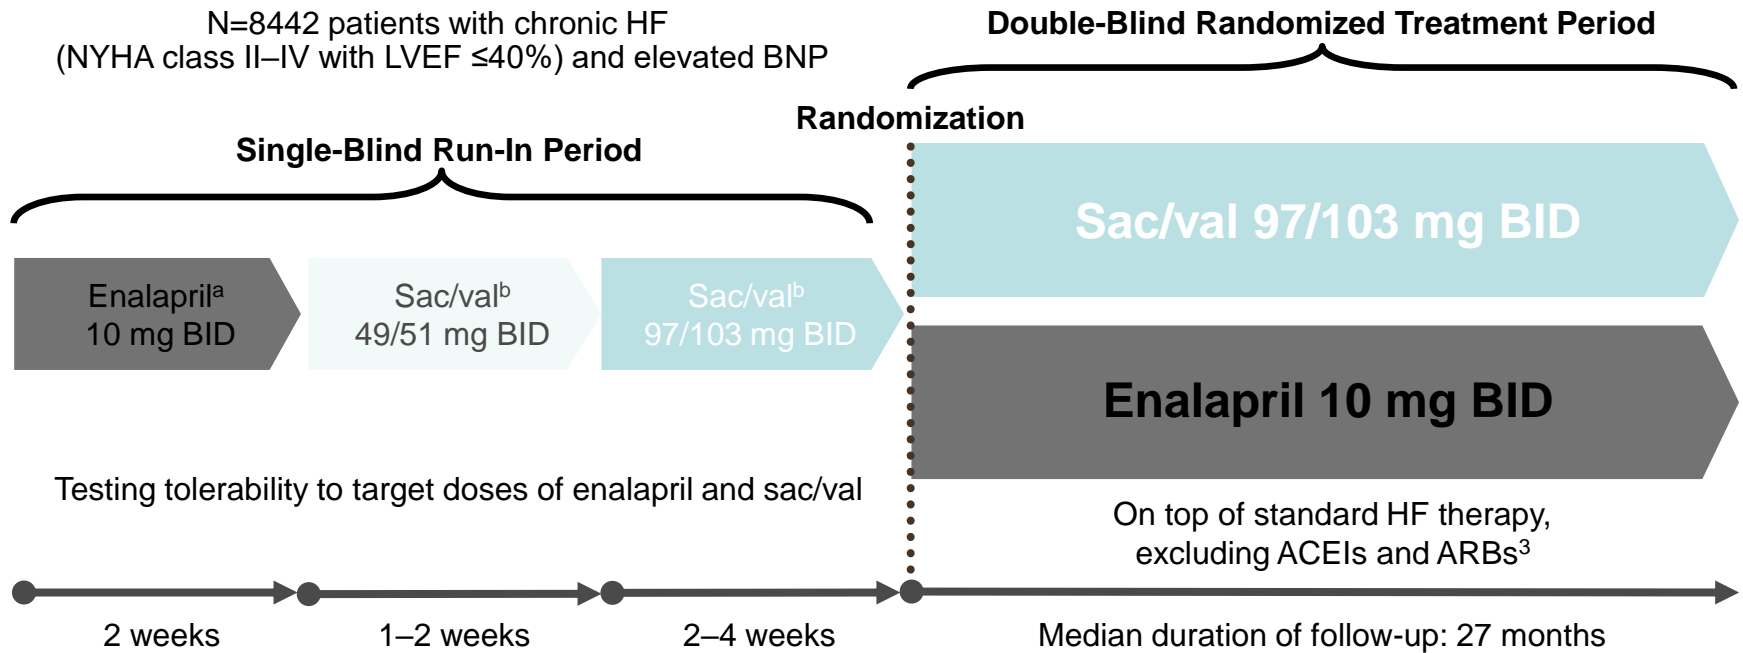 N=8442 patients with chronic HF
(NYHA class II–IV with LVEF ≤40%) and elevated BNP
Double-Blind Randomized Treatment Period
Randomization
Single-Blind Run-In Period
Sac/val 97/103 mg BID
Enalaprilᵃ
10 mg BID
Sac/valᵇ
49/51 mg BID
Sac/valᵇ
97/103 mg BID
Enalapril 10 mg BID
Testing tolerability to target doses of enalapril and sac/val
On top of standard HF therapy,
excluding ACEIs and ARBs³
2 weeks
1–2 weeks
2–4 weeks
Median duration of follow-up: 27 months